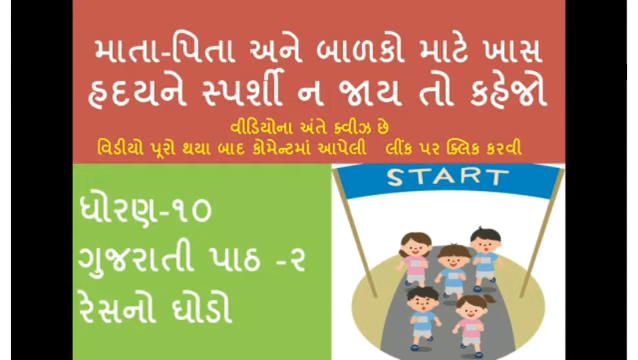 માતા-પિતા અને બાળકો માટે ખાસ
હૃદયને સ્પર્શી ન જાય તો કહેજો
વીડિયોના અંતે ક્વીઝ છે
વિડીયો પૂરો થયા બાદ કોમેન્ટમાં આપેલી લીંક પર ક્લિક કરવી
START
ધોરણ-૧૦
ગુજરાતી પાઠ -૨
રેસનો ઘોડો